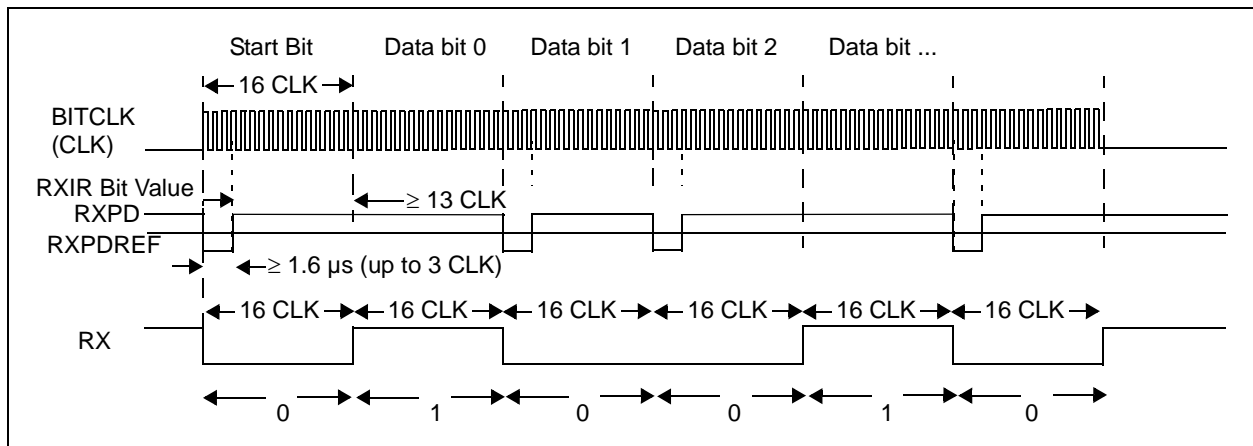 Start Bit Data bit 0 Data bit 1 Data bit 2 Data bit ...
16 CLK
BITCLK
(CLK)
RXIR Bit Value
≥ 13 CLK
RXPD
RXPDREF
≥ 1.6 µs (up to 3 CLK)
16 CLK 16 CLK 16 CLK 16 CLK 16 CLK 16 CLK
RX
0 1 0 0 1 0